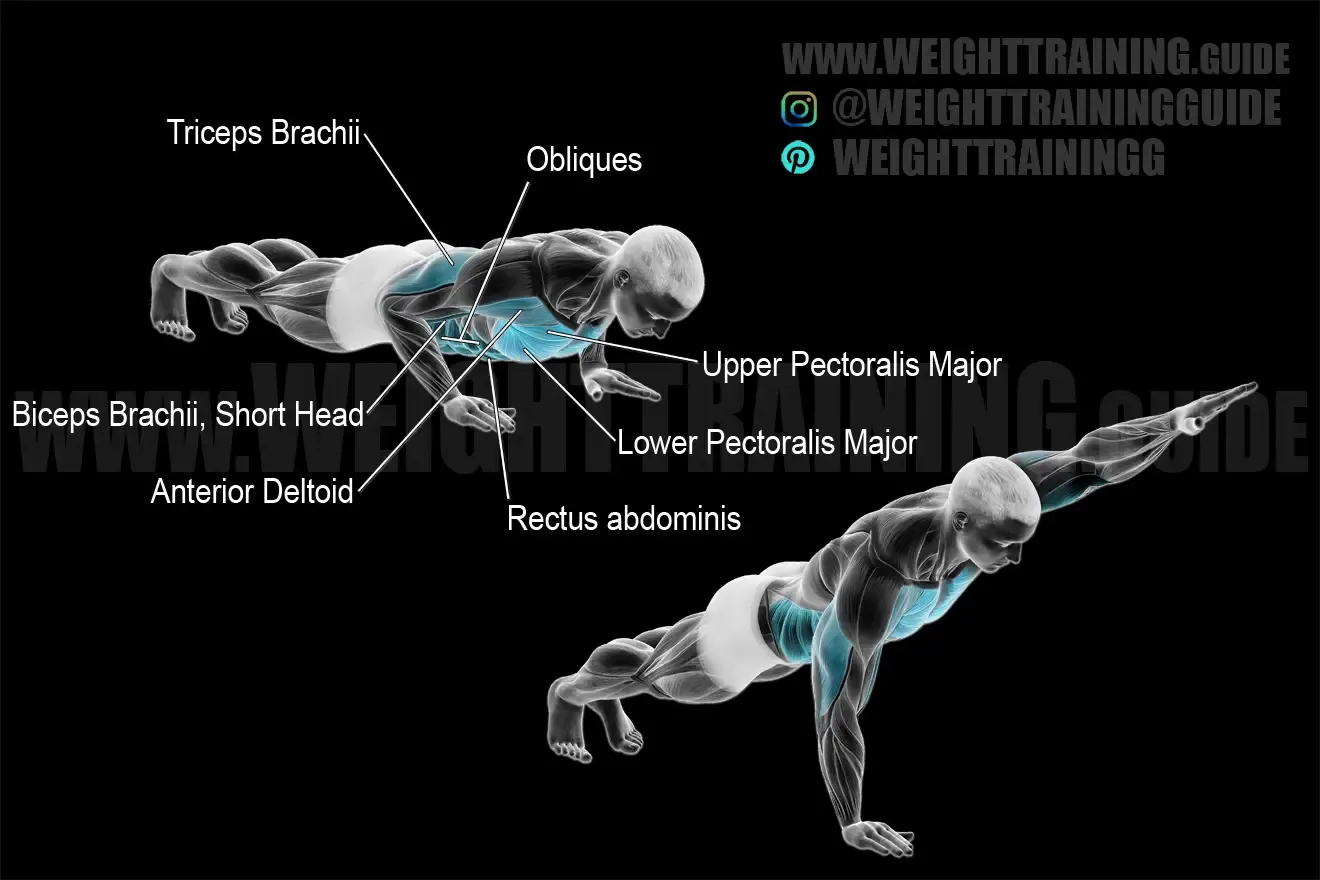 WWW.WEIGHTTRAINING.GUIDE
@WEIGHTTRAININGGUIDE
WEIGHTTRAININGG
Triceps Brachii
Obliques
Upper Pectoralis Major
WWW.WEIGHTTRAINING.GUIDE
Biceps Brachii, Short Head
Lower Pectoralis Major
Anterior Deltoid
Rectus abdominis